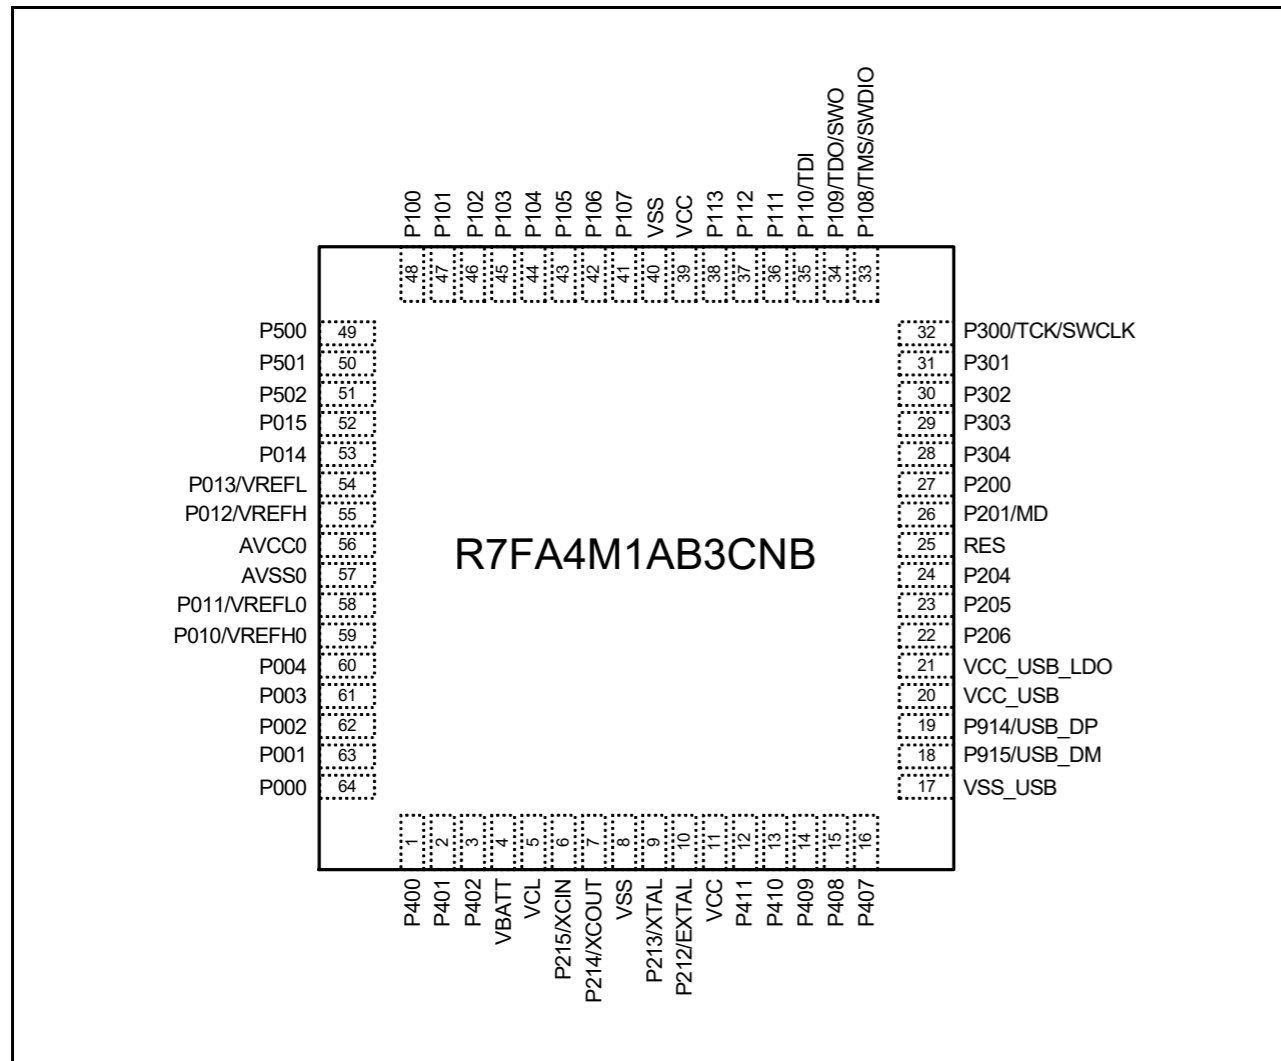 P100
P101
P102
P103
P104
P105
P106
P107
VSS
VCC
P113
P112
P111
P110/TDI
P109/TDO/SWO
P108/TMS/SWDIO
48
47
46
45
44
43
42
41
40
39
38
37
36
35
34
33
P500 49
P501 50
P502 51
P015 52
P014 53
P013/VREFL 54
P012/VREFH 55
AVCC0 56
AVSS0 57
P011/VREFL0 58
P010/VREFH0 59
P004 60
P003 61
P002 62
P001 63
P000 64
R7FA4M1AB3CNB
32 P300/TCK/SWCLK
31 P301
30 P302
29 P303
28 P304
27 P200
26 P201/MD
25 RES
24 P204
23 P205
22 P206
21 VCC_USB_LDO
20 VCC_USB
19 P914/USB_DP
18 P915/USB_DM
17 VSS_USB
1
2
3
4
5
6
7
8
9
10
11
12
13
14
15
16
P400
P401
P402
VBATT
VCL
P215/XCIN
P214/XCOUT
VSS
P213/XTAL
P212/EXTAL
VCC
P411
P410
P409
P408
P407